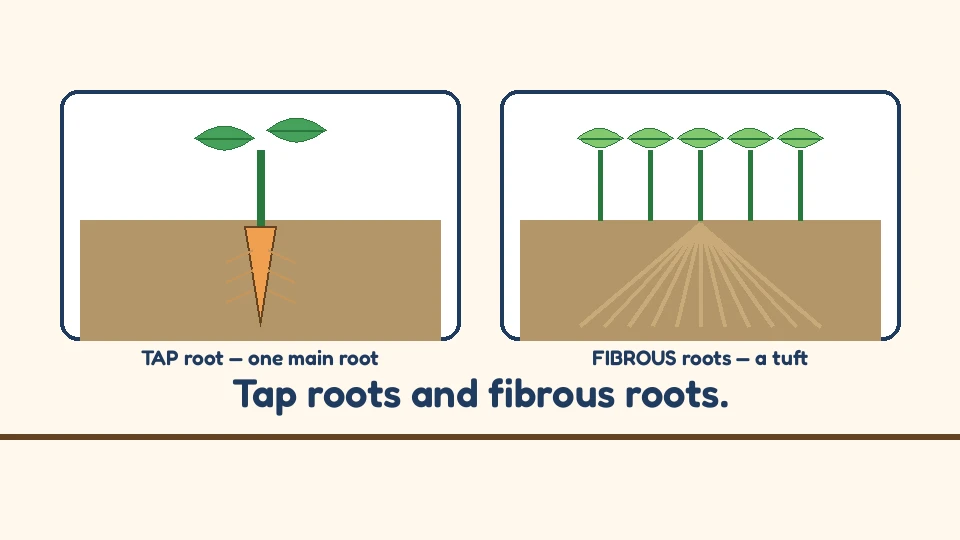 TAP root — one main root
FIBROUS roots — a tuft
Tap roots and fibrous roots.